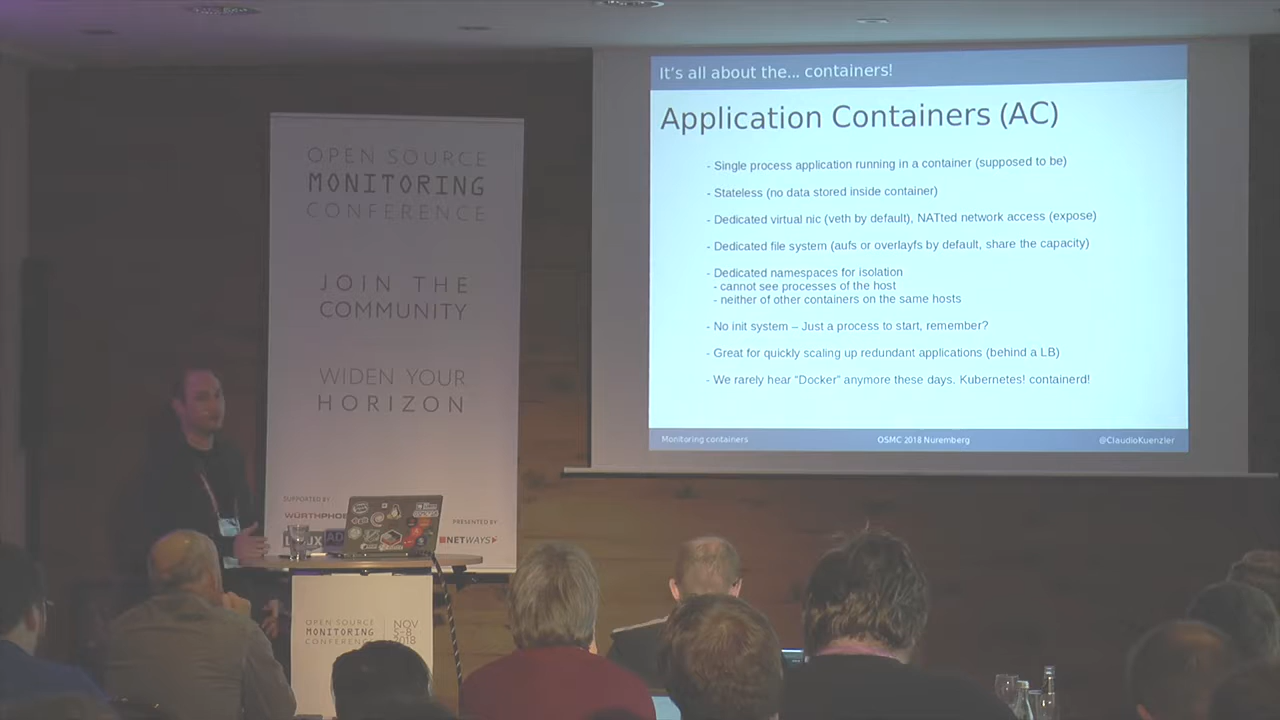 It's all about the... containers!
Application Containers (AC)
- Single process application running in a container (supposed to be)
- Stateless (no data stored inside container)
- Dedicated virtual nic (veth by default), NATted network access (expose)
- Dedicated file system (aufs or overlayfs by default, share the capacity)
- Dedicated namespaces for isolation
- cannot see processes of the host
- neither of other containers on the same hosts
- No init system – Just a process to start, remember?
- Great for quickly scaling up redundant applications (behind a LB)
- We rarely hear “Docker” anymore these days. Kubernetes! containerd!
Monitoring containers
OSMC 2018 Nuremberg
@ClaudioKuenzler
OPEN SOURCE
MONITORING
CONFERENCE
JOIN THE
COMMUNITY
WIDEN YOUR
HORIZON
SUPPORTED BY
PRESENTED BY
NETWAYS
OPEN SOURCE
MONITORING
CONFERENCE
NOV
5-8
2018